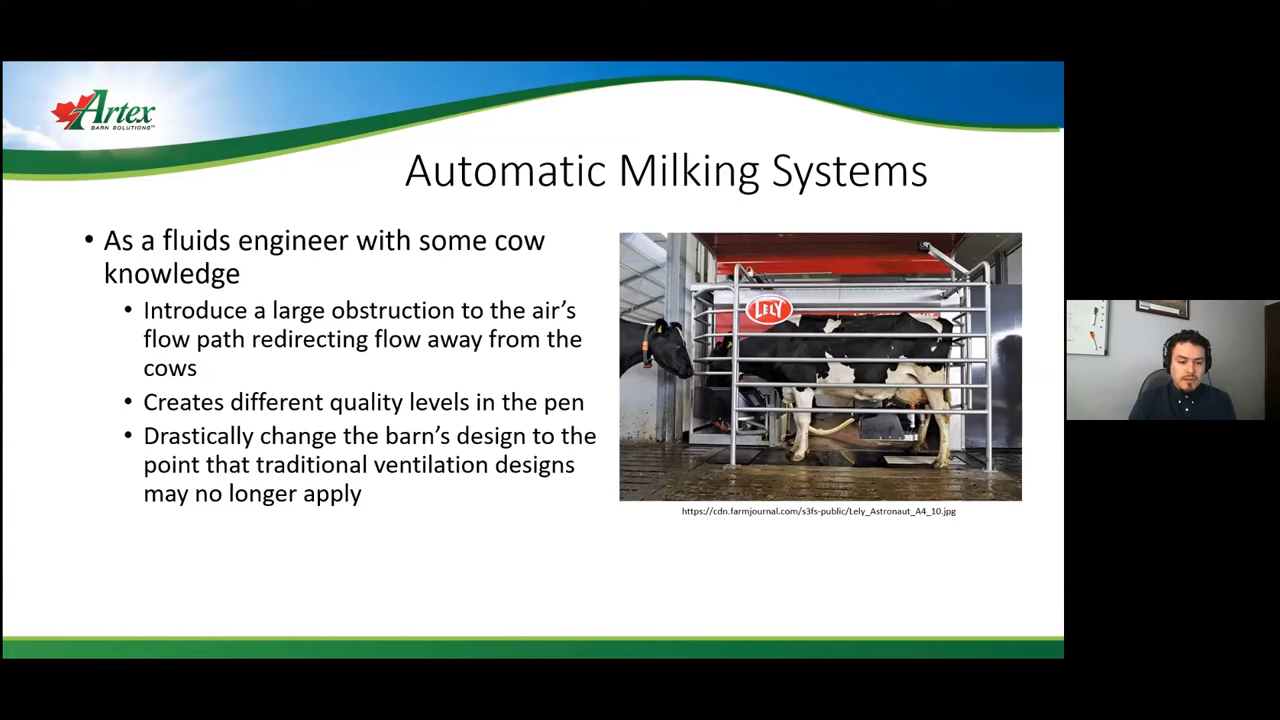 Artex
BARN SOLUTIONS™
Automatic Milking Systems
• As a fluids engineer with some cow
knowledge
• Introduce a large obstruction to the air's
flow path redirecting flow away from the
cows
• Creates different quality levels in the pen
• Drastically change the barn's design to the
point that traditional ventilation designs
may no longer apply
LELY
https://cdn.farmjournal.com/s3fs-public/Lely_Astronaut_A4_10.jpg